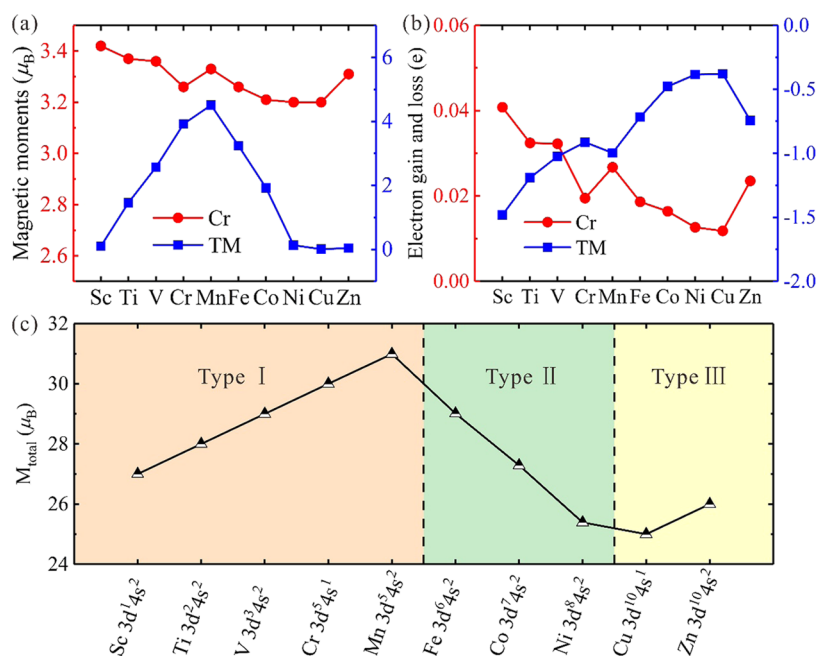 (a)
Magnetic moments (μB)
3.4
3.2
3.0
2.8
2.6
6
4
2
0
Cr
TM
Sc Ti V Cr Mn Fe Co Ni Cu Zn
(b)
Electron gain and loss (e)
0.06
0.04
0.02
0.00
0.0
-0.5
-1.0
-1.5
-2.0
Cr
TM
Sc Ti V Cr Mn Fe Co Ni Cu Zn
(c)
Mtotal (μB)
32
30
28
26
24
Type Ⅰ
Type Ⅱ
Type Ⅲ
Sc 3d¹4s²
Ti 3d²4s²
V 3d³4s²
Cr 3d⁵4s¹
Mn 3d⁵4s²
Fe 3d⁶4s²
Co 3d⁷4s²
Ni 3d⁸4s²
Cu 3d¹⁰4s¹
Zn 3d¹⁰4s²